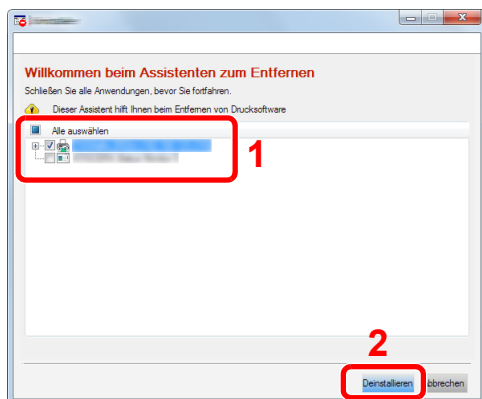 Willkommen beim Assistenten zum Entfernen
Schließen Sie alle Anwendungen, bevor Sie fortfahren.
Dieser Assistent hilft Ihnen beim Entfernen von Drucksoftware
Alle auswählen
1
2
Deinstallieren
bbrechen